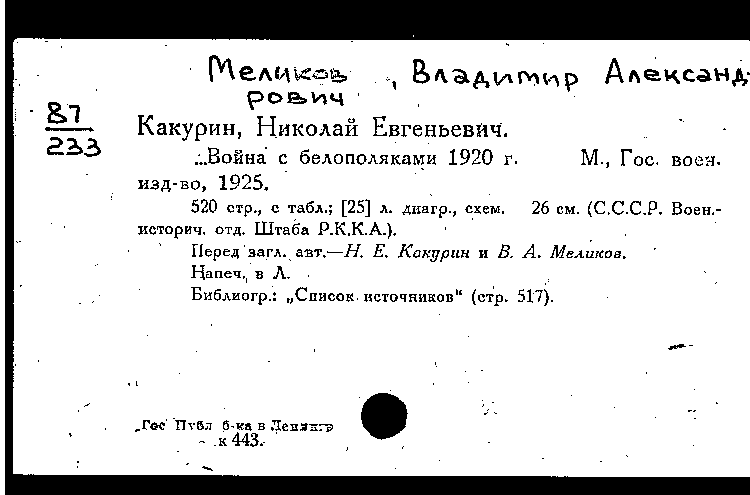 Меликов, Владимир Александ-
рович
87
233
Какурин, Николай Евгеньевич.
...Война с белополяками 1920 г. М., Гос. воен.
изд-во, 1925.
520 стр., с табл.; [25] л. диагр., схем. 26 см. (С.С.С.Р. Воен.-
историч. отд. Штаба Р.К.К.А.).
Перед загл. авт.—Н. Е. Какурин и В. А. Меликов.
Напеч. в Л.
Библиогр.: „Список источников" (стр. 517).
Гос Публ б-ка в Ленингр
к 443.